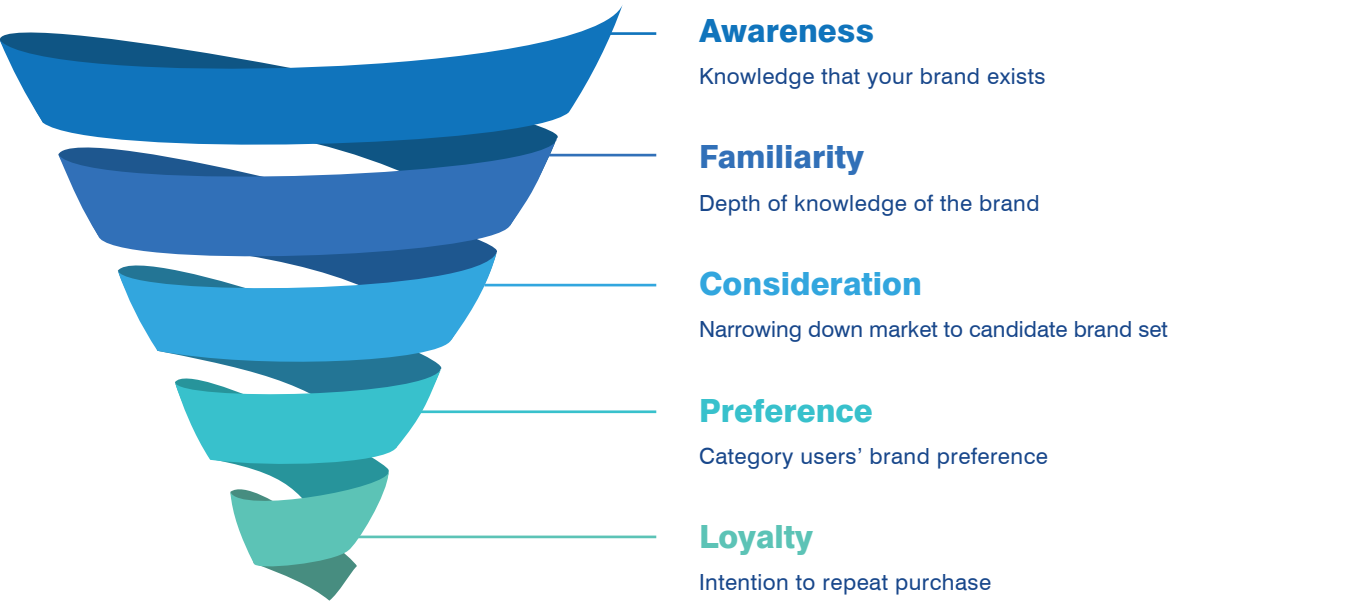 Awareness
Knowledge that your brand exists
Familiarity
Depth of knowledge of the brand
Consideration
Narrowing down market to candidate brand set
Preference
Category users’ brand preference
Loyalty
Intention to repeat purchase